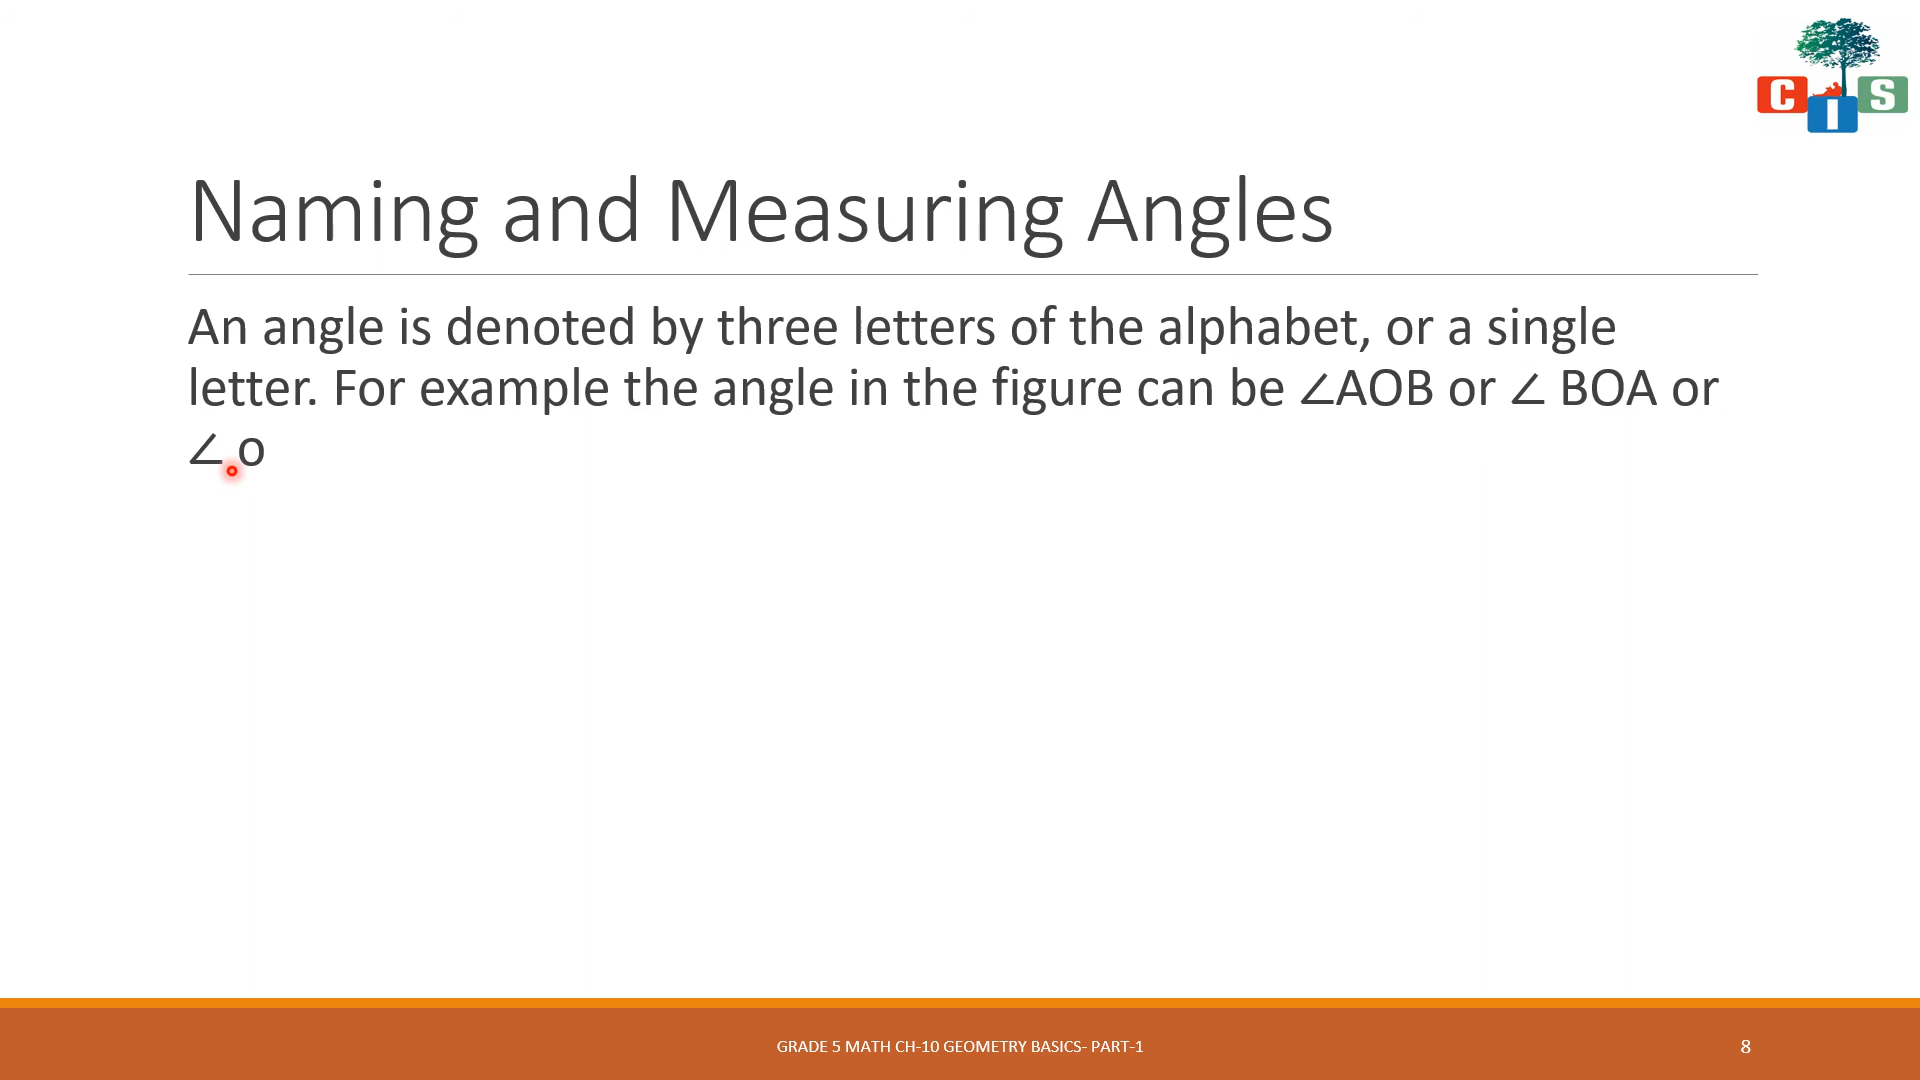 C I S
Naming and Measuring Angles
An angle is denoted by three letters of the alphabet, or a single
letter. For example the angle in the figure can be ∠AOB or ∠ BOA or
∠ o
GRADE 5 MATH CH-10 GEOMETRY BASICS- PART-1
8